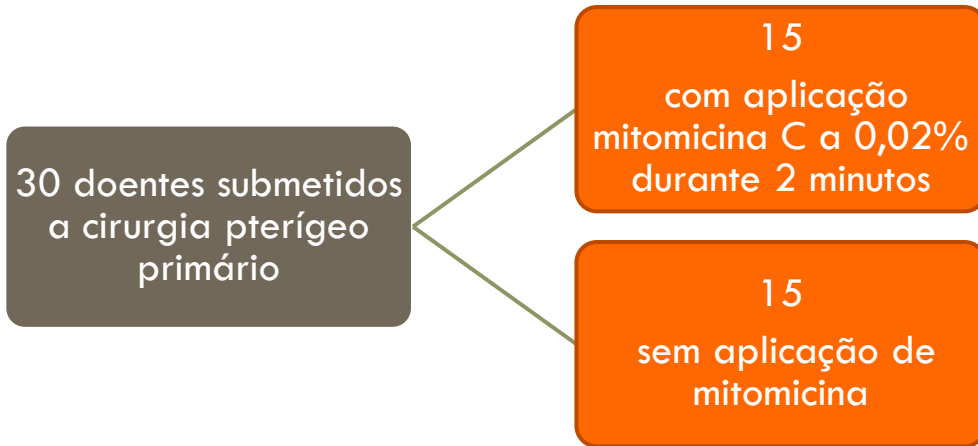 30 doentes submetidos
a cirurgia pterígeo
primário
15
com aplicação
mitomicina C a 0,02%
durante 2 minutos
15
sem aplicação de
mitomicina